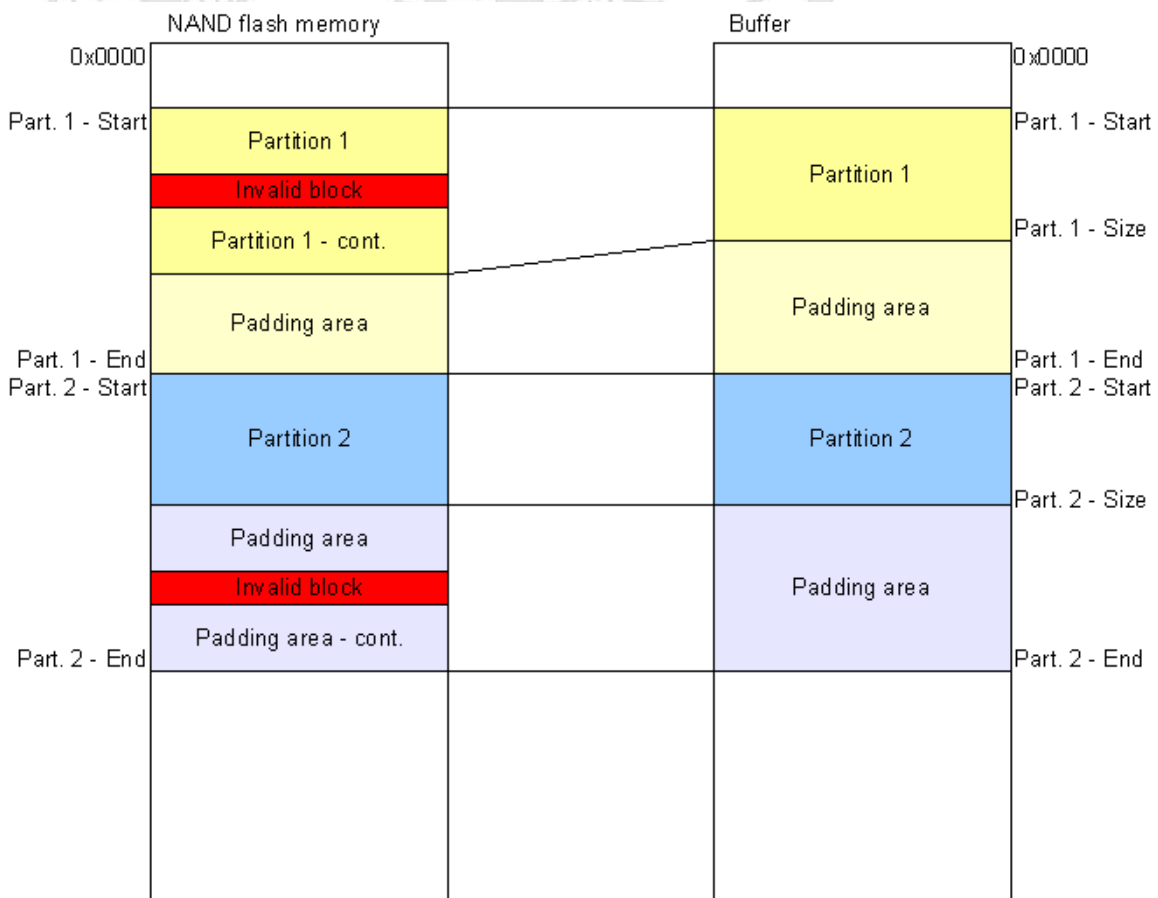 NAND flash memory
Buffer
0x0000
0x0000
Part. 1 - Start
Part. 1 - Start
Partition 1
Partition 1
Invalid block
Part. 1 - Size
Partition 1 - cont.
Padding area
Padding area
Part. 1 - End
Part. 1 - End
Part. 2 - Start
Part. 2 - Start
Partition 2
Partition 2
Part. 2 - Size
Padding area
Invalid block
Padding area
Padding area - cont.
Part. 2 - End
Part. 2 - End